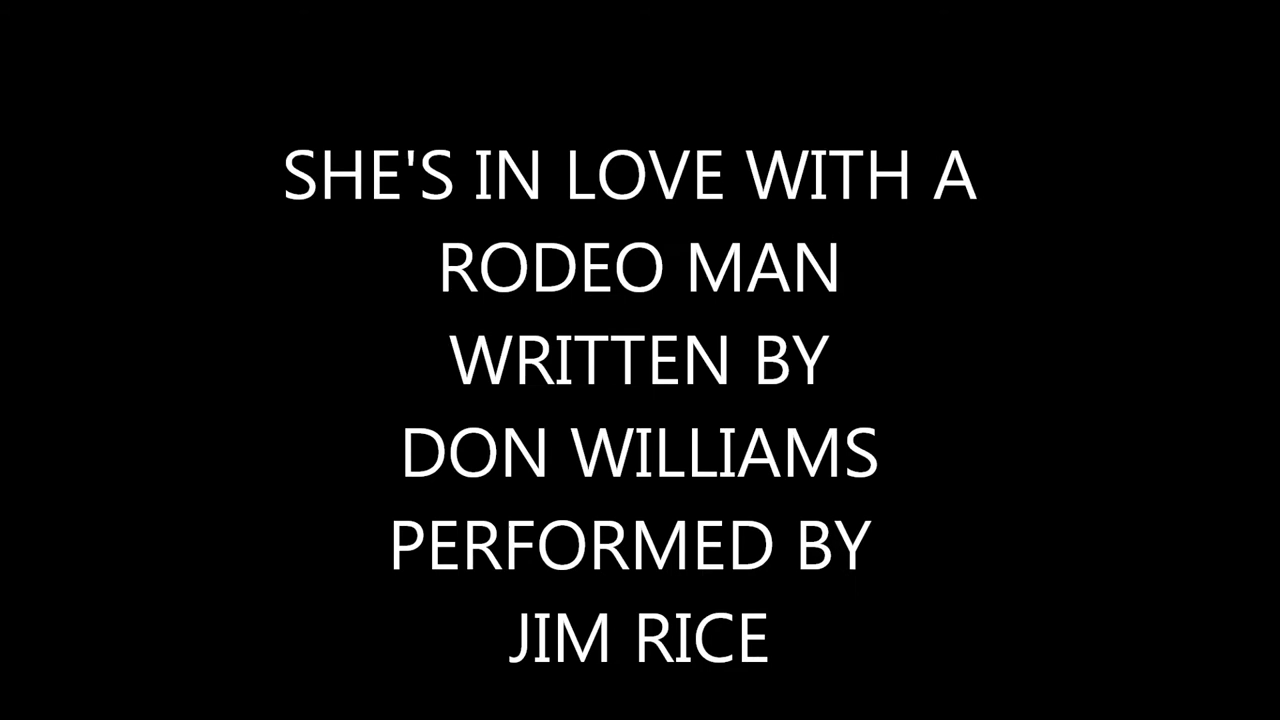 SHE'S IN LOVE WITH A
RODEO MAN
WRITTEN BY
DON WILLIAMS
PERFORMED BY
JIM RICE